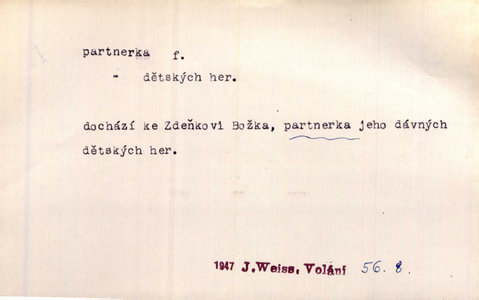 partnerka f.
- dětských her.
dochází ke Zdeňkovi Božka, partnerka jeho dávných
dětských her.
1947 J.Weiss, Volání 56.8.